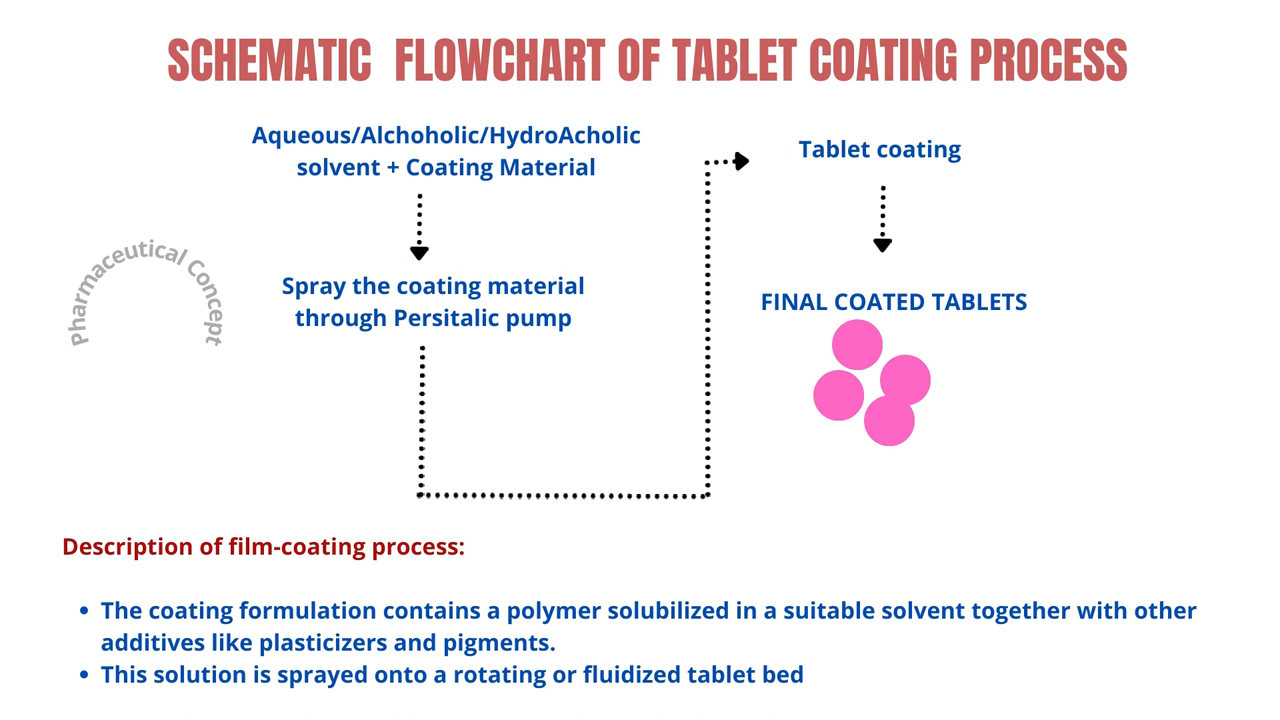 SCHEMATIC FLOWCHART OF TABLET COATING PROCESS
Aqueous/Alchoholic/HydroAcholic
solvent + Coating Material
Spray the coating material
through Persitalic pump
Tablet coating
FINAL COATED TABLETS
Pharmaceutical Concept
Description of film-coating process:
• The coating formulation contains a polymer solubilized in a suitable solvent together with other
additives like plasticizers and pigments.
• This solution is sprayed onto a rotating or fluidized tablet bed